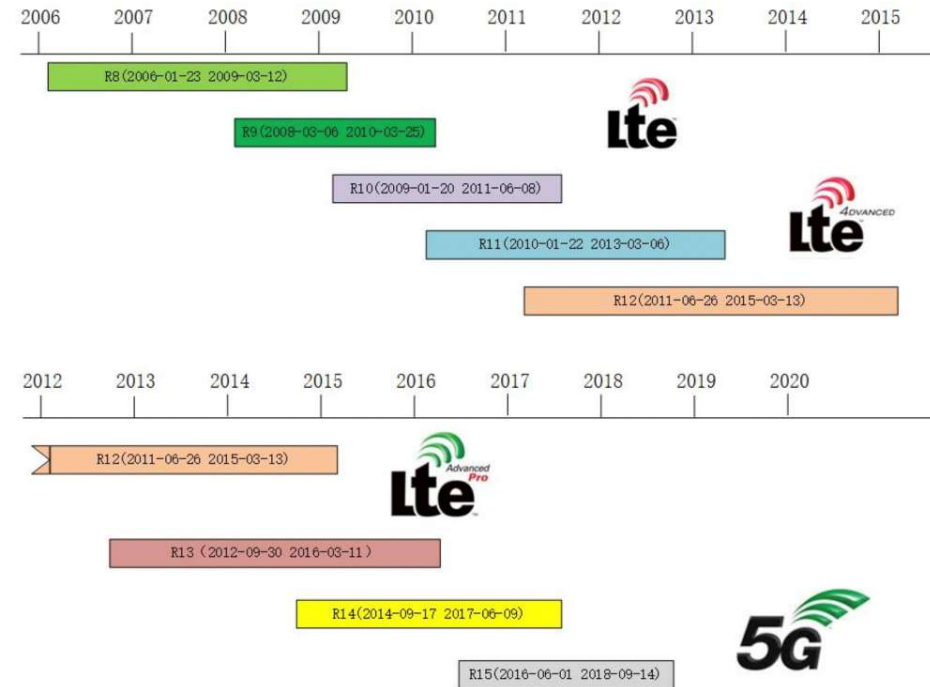 2006 2007 2008 2009 2010 2011 2012 2013 2014 2015
R8(2006-01-23 2009-03-12)
R9(2008-03-06 2010-03-25)
Lte
R10(2009-01-20 2011-06-08)
4DVANCED
Lte
R11(2010-01-22 2013-03-06)
R12(2011-06-26 2015-03-13)
2012 2013 2014 2015 2016 2017 2018 2019 2020
R12(2011-06-26 2015-03-13)
Advanced
Pro
Lte
R13 (2012-09-30 2016-03-11)
R14(2014-09-17 2017-06-09)
5G
R15(2016-06-01 2018-09-14)